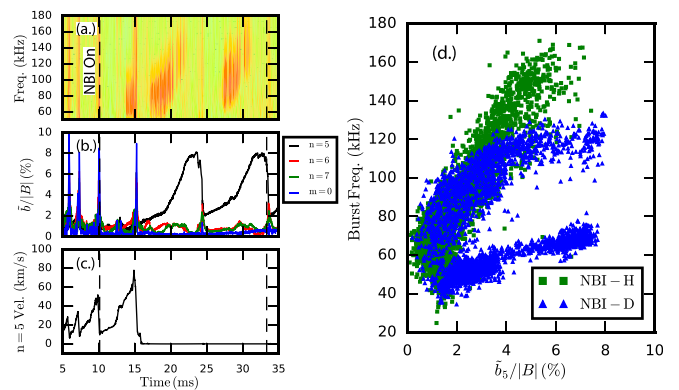 (a.)
NBI On
Freq. (kHz)
180
160
140
120
100
80
60
(b.)
b̃/|B| (%)
10
8
6
4
2
0
n = 5
n = 6
n = 7
m = 0
(c.)
n = 5 Vel. (km/s)
100
80
60
40
20
0
5 10 15 20 25 30 35
Time (ms)
(d.)
Burst Freq. (kHz)
180
160
140
120
100
80
60
40
20
NBI − H
NBI − D
0 2 4 6 8 10
b̃₅/|B| (%)